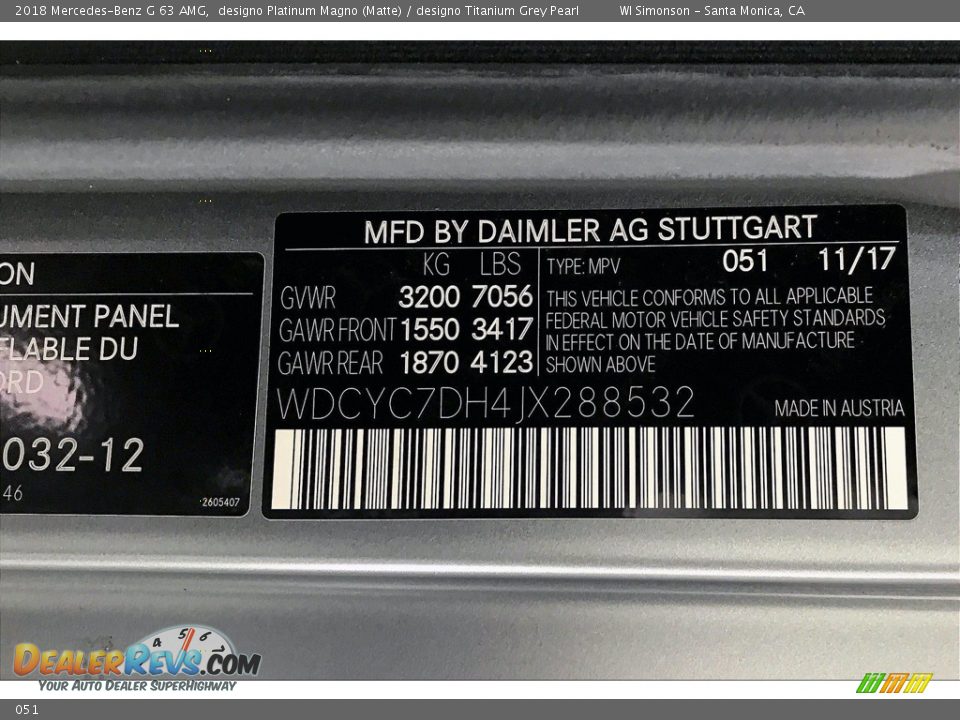 2018 Mercedes-Benz G 63 AMG, designo Platinum Magno (Matte) / designo Titanium Grey Pearl WI Simonson - Santa Monica, CA
MFD BY DAIMLER AG STUTTGART
KG LBS
GVWR 3200 7056
GAWR FRONT 1550 3417
GAWR REAR 1870 4123
TYPE: MPV 051 11/17
THIS VEHICLE CONFORMS TO ALL APPLICABLE
FEDERAL MOTOR VEHICLE SAFETY STANDARDS
IN EFFECT ON THE DATE OF MANUFACTURE
SHOWN ABOVE
WDCYC7DH4JX288532
MADE IN AUSTRIA
ON
UMENT PANEL
FLABLE DU
ORD
032-12
46
2605407
4 5 6
DEALERREVS.COM
YOUR AUTO DEALER SUPERHIGHWAY
051